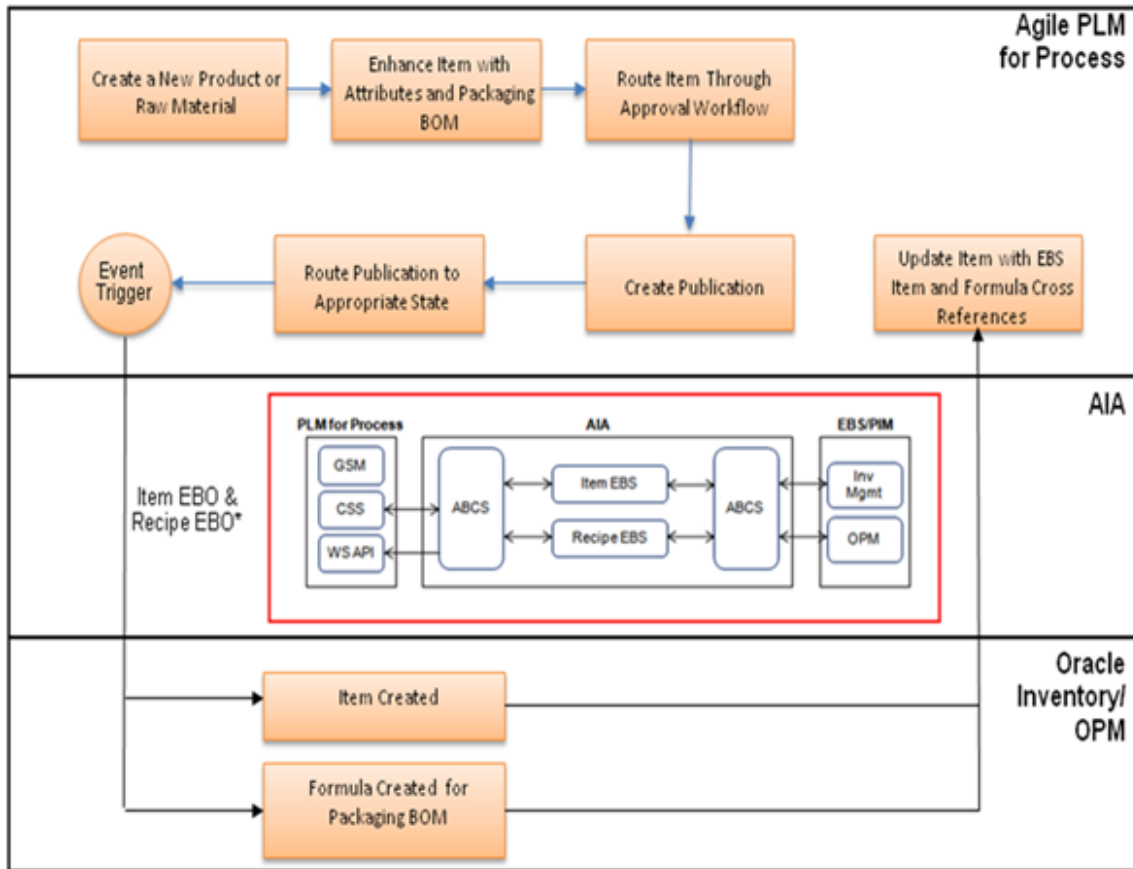 Agile PLM
for Process
Create a New Product or
Raw Material
Enhance Item with
Attributes and Packaging
BOM
Route Item Through
Approval Workflow
Event
Trigger
Route Publication to
Appropriate State
Create Publication
Update Item with EBS
Item and Formula Cross
References
AIA
Item EBO &
Recipe EBO*
PLM for Process
GSM
CSS
WS API
AIA
ABCS
Item EBS
Recipe EBS
ABCS
EBS/PIM
Inv
Mgmt
OPM
Oracle
Inventory/
OPM
Item Created
Formula Created for
Packaging BOM